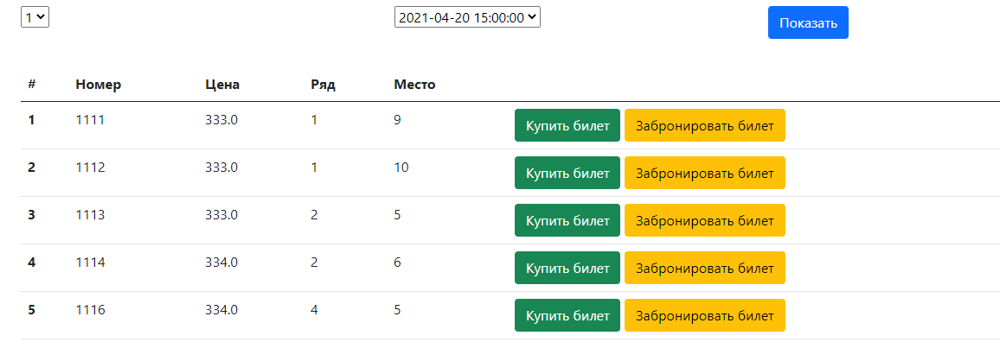 1 2021-04-20 15:00:00 Показать
# Номер Цена Ряд Место
1 1111 333.0 1 9 Купить билет Забронировать билет
2 1112 333.0 1 10 Купить билет Забронировать билет
3 1113 333.0 2 5 Купить билет Забронировать билет
4 1114 334.0 2 6 Купить билет Забронировать билет
5 1116 334.0 4 5 Купить билет Забронировать билет